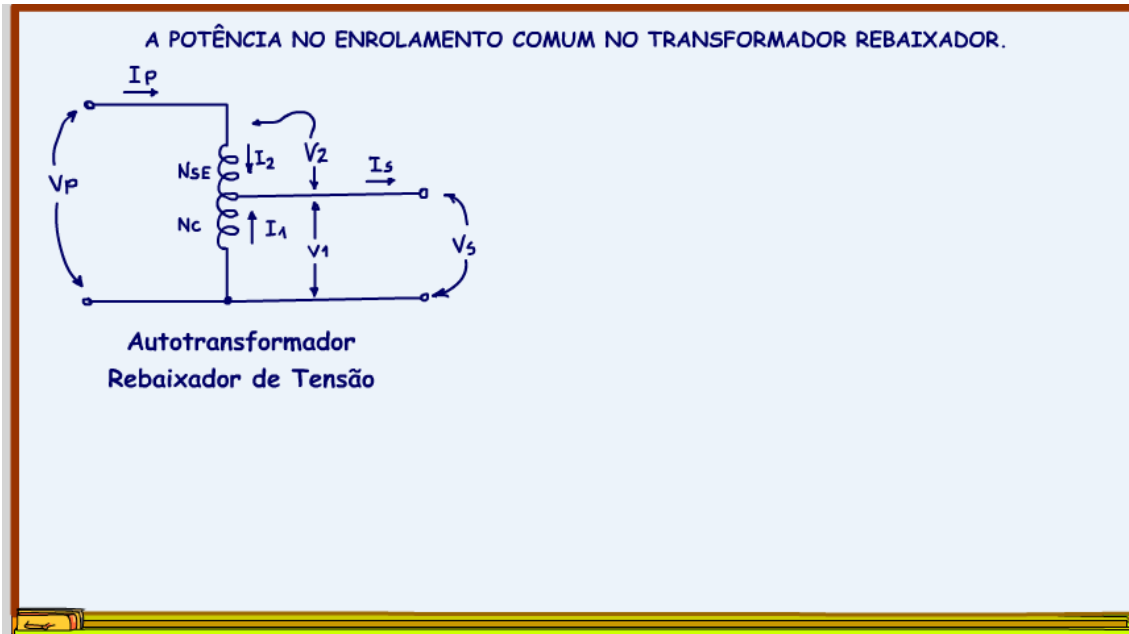 A POTÊNCIA NO ENROLAMENTO COMUM NO TRANSFORMADOR REBAIXADOR.
Ip
NSE
I2
V2
Is
Vp
Nc
I1
V1
Vs
Autotransformador
Rebaixador de Tensão